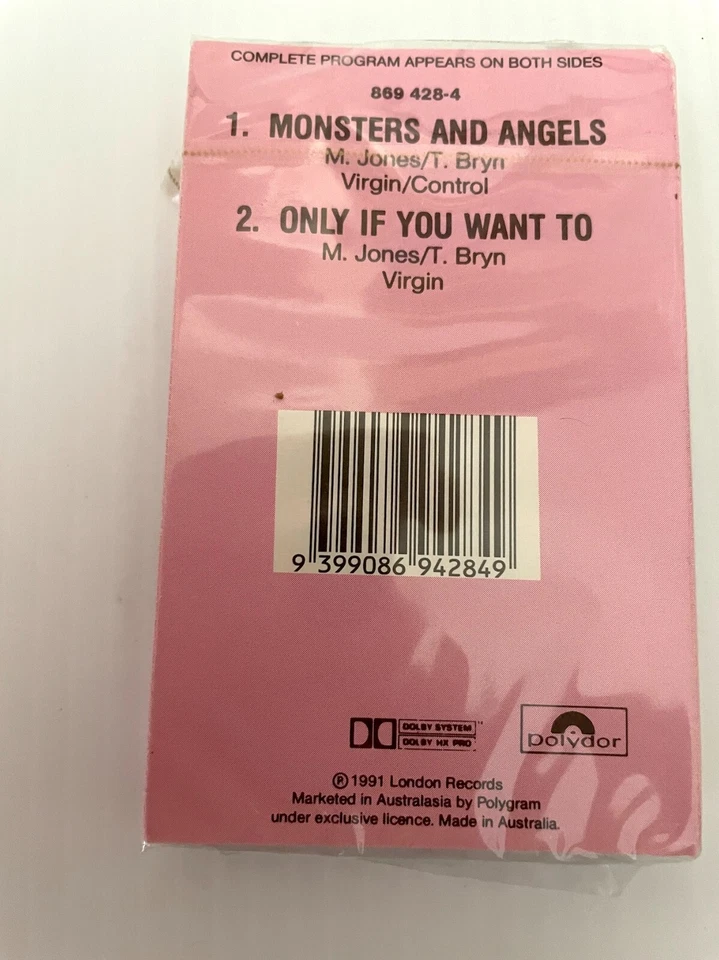 COMPLETE PROGRAM APPEARS ON BOTH SIDES
869 428-4
1. MONSTERS AND ANGELS
M. Jones/T. Bryn
Virgin/Control
2. ONLY IF YOU WANT TO
M. Jones/T. Bryn
Virgin
9 399086 942849
DOLBY SYSTEM
DOLBY HX PRO
polydor
℗ 1991 London Records
Marketed in Australasia by Polygram
under exclusive licence. Made in Australia.